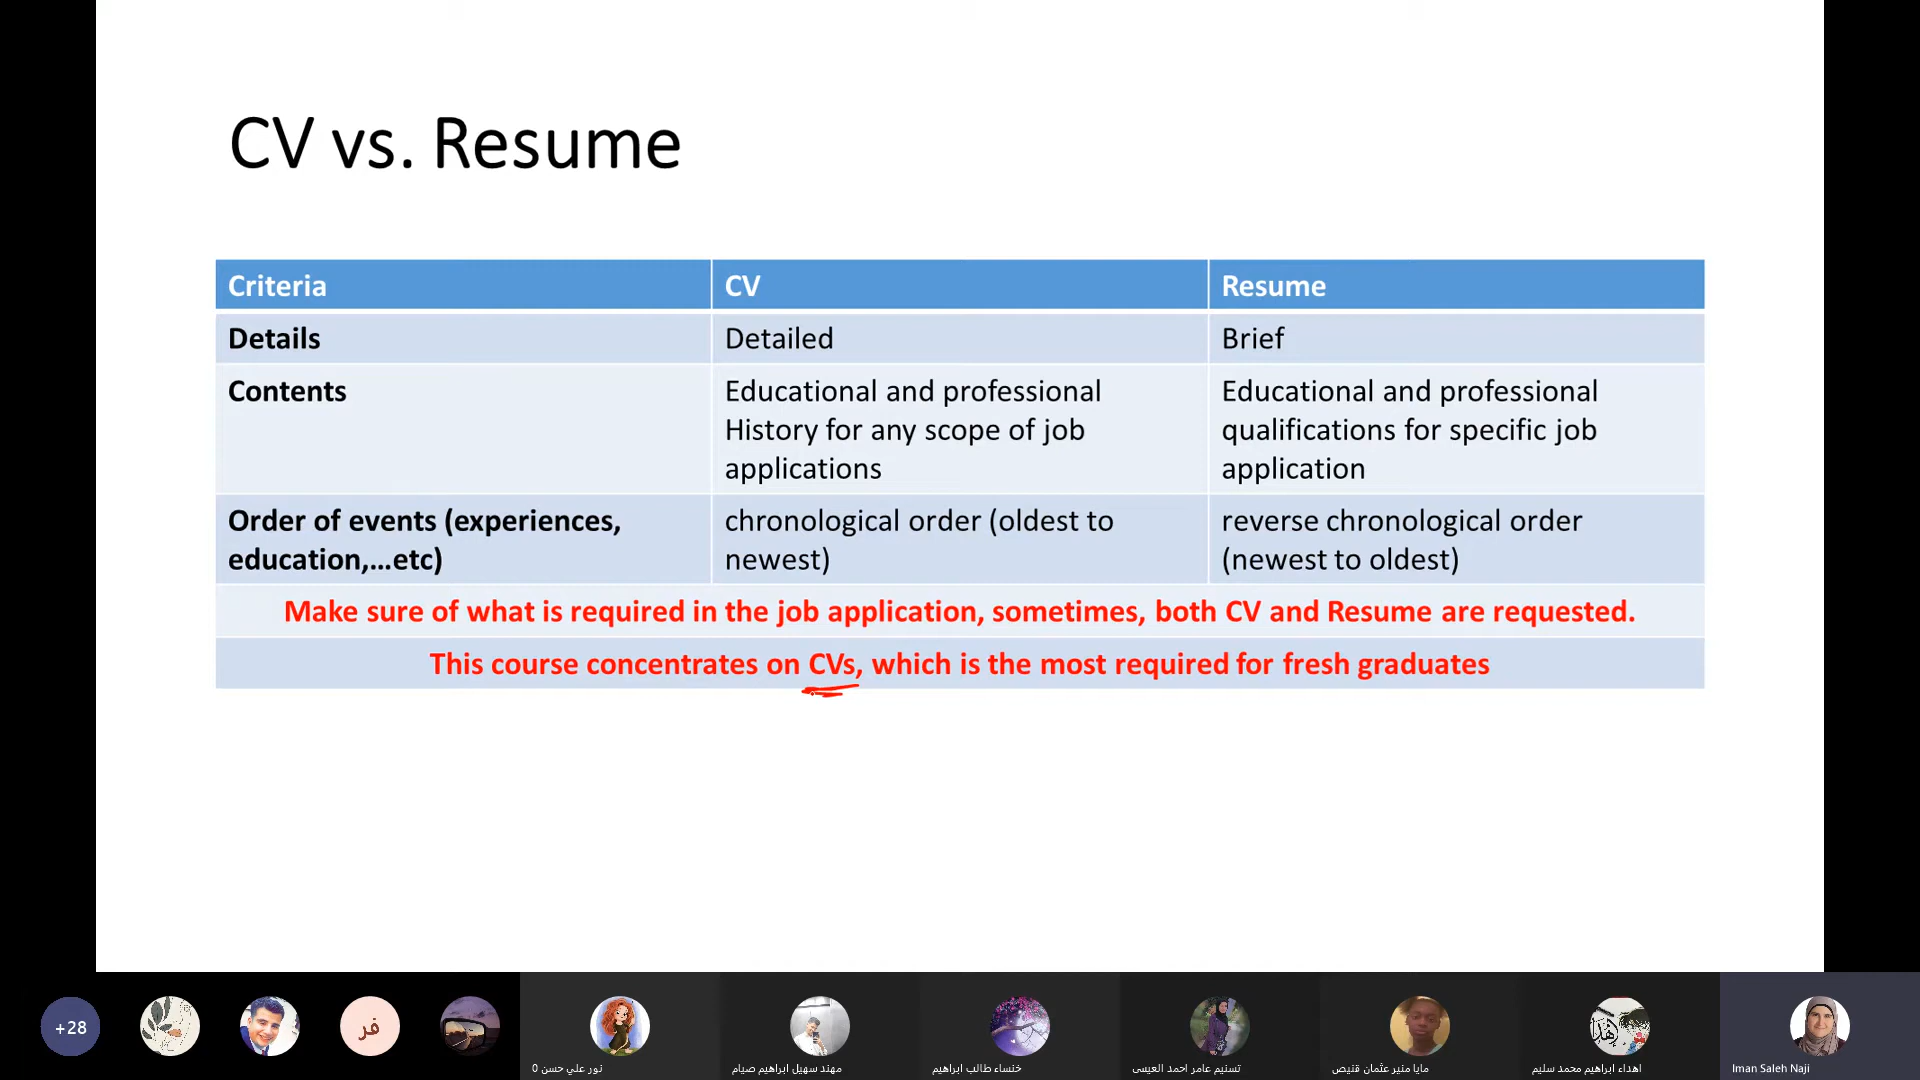 CV vs. Resume
Criteria
CV
Resume
Details
Detailed
Brief
Contents
Educational and professional
History for any scope of job
applications
Educational and professional
qualifications for specific job
application
Order of events (experiences,
education,...etc)
chronological order (oldest to
newest)
reverse chronological order
(newest to oldest)
Make sure of what is required in the job application, sometimes, both CV and Resume are requested.
This course concentrates on CVs, which is the most required for fresh graduates
+28
فر
نور علي حسن 0
مهند سهيل ابراهيم صيام
خنساء طالب ابراهيم
تسنيم عامر احمد العيسى
مايا منير عثمان قنيص
اهداء ابراهيم محمد سليم
Iman Saleh Naji